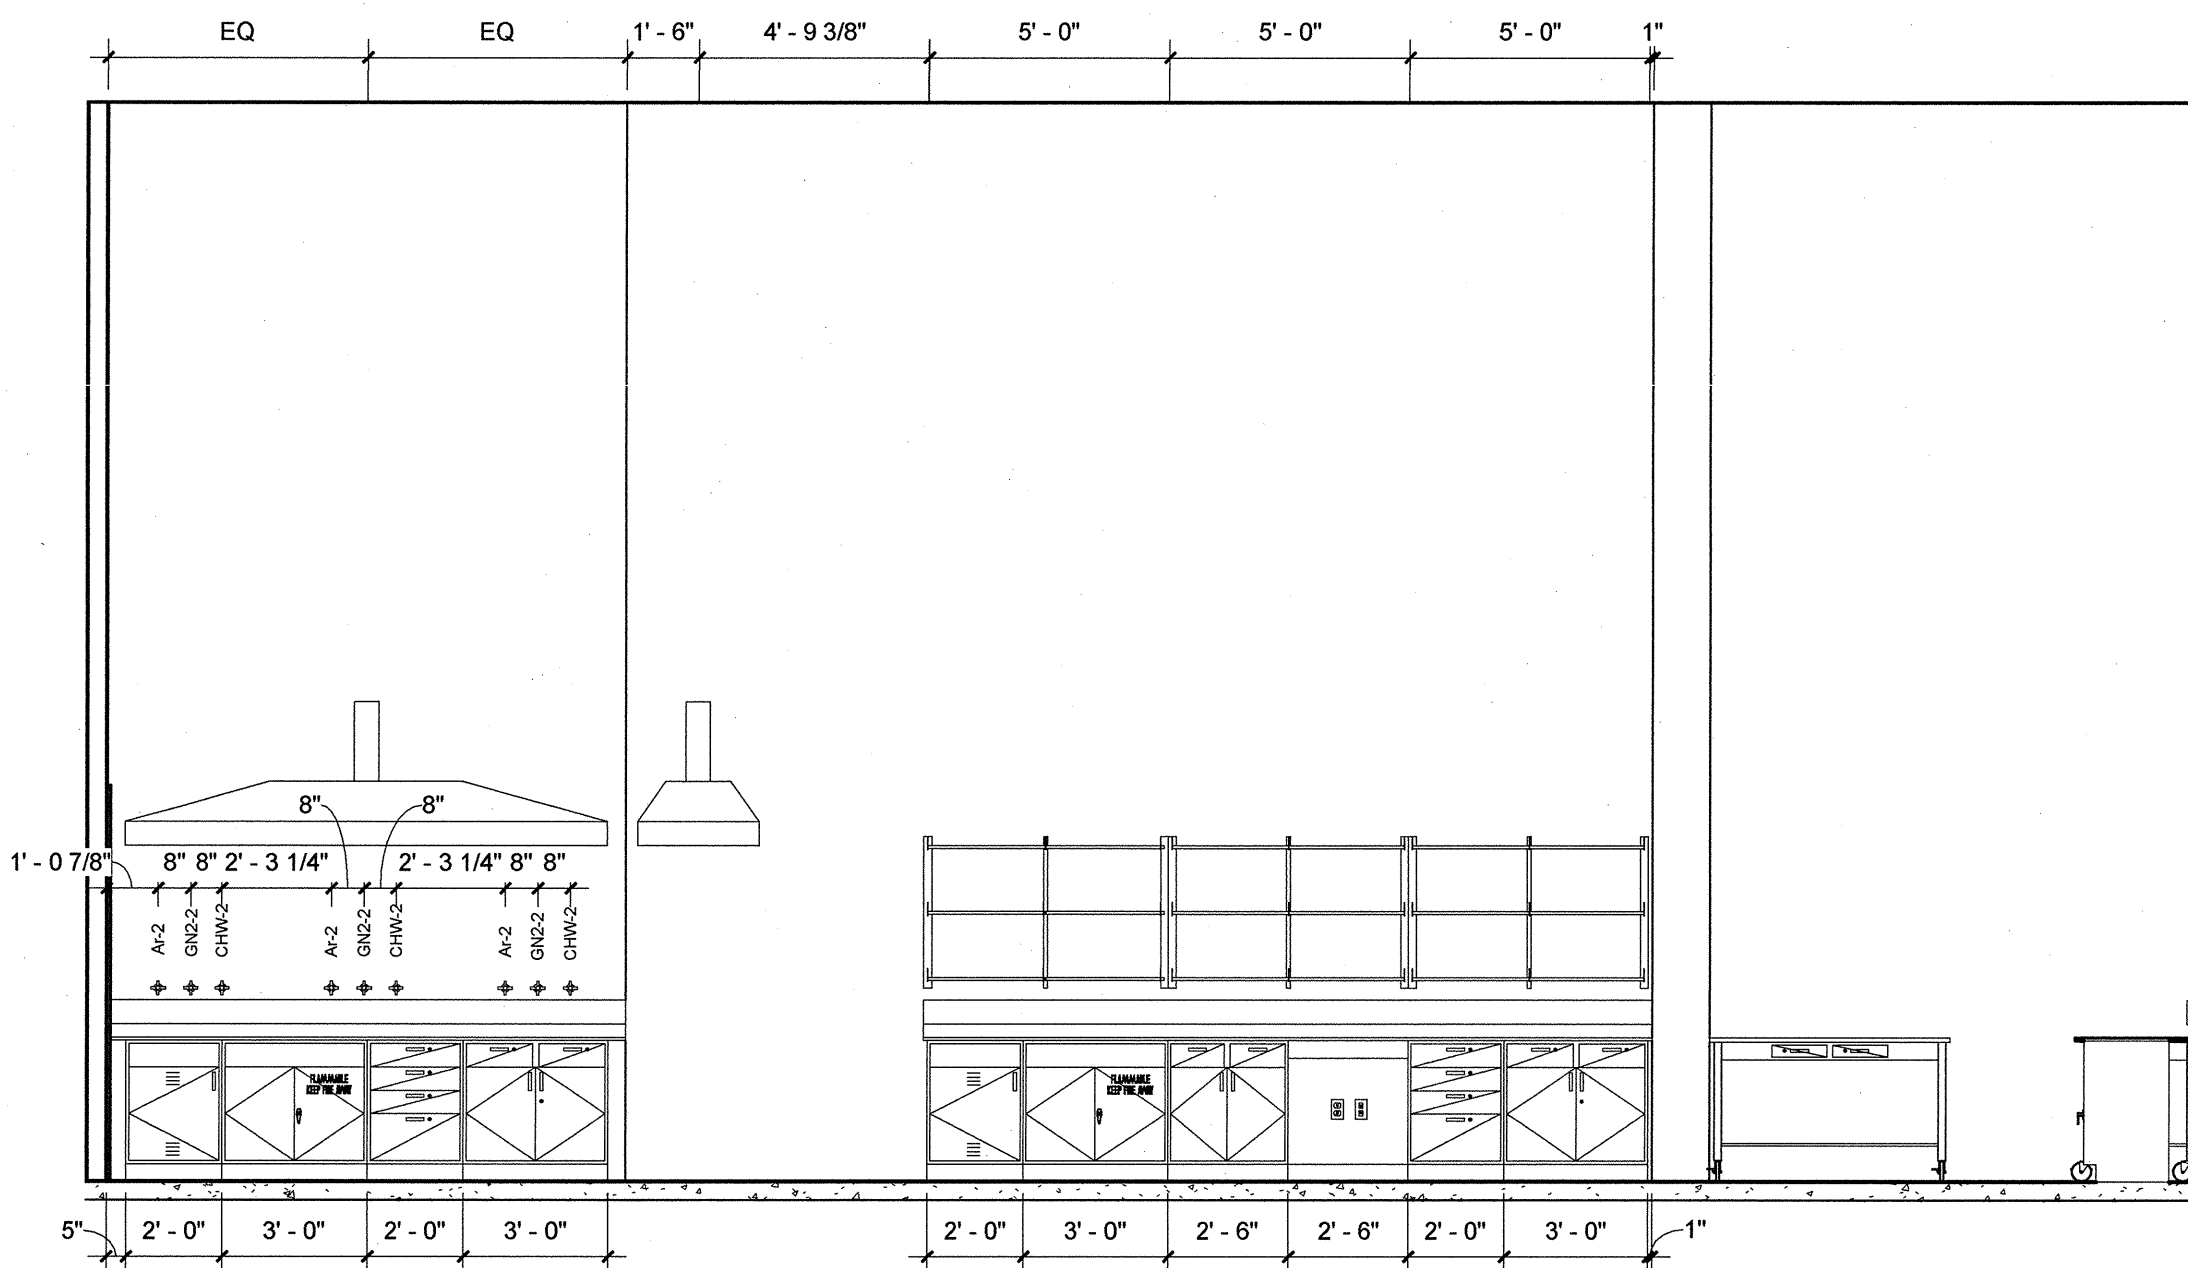 EQ EQ 1' - 6" 4' - 9 3/8" 5' - 0" 5' - 0" 5' - 0" 1"
8" 8"
1' - 0 7/8" 8" 8" 2' - 3 1/4" 2' - 3 1/4" 8" 8"
Ar-2 GN2-2 CHW-2 Ar-2 GN2-2 CHW-2 Ar-2 GN2-2 CHW-2
FLAMMABLE FLAMMABLE
KEEP FIRE AWAY KEEP FIRE AWAY
5" 2' - 0" 3' - 0" 2' - 0" 3' - 0" 2' - 0" 3' - 0" 2' - 6" 2' - 6" 2' - 0" 3' - 0" 1"